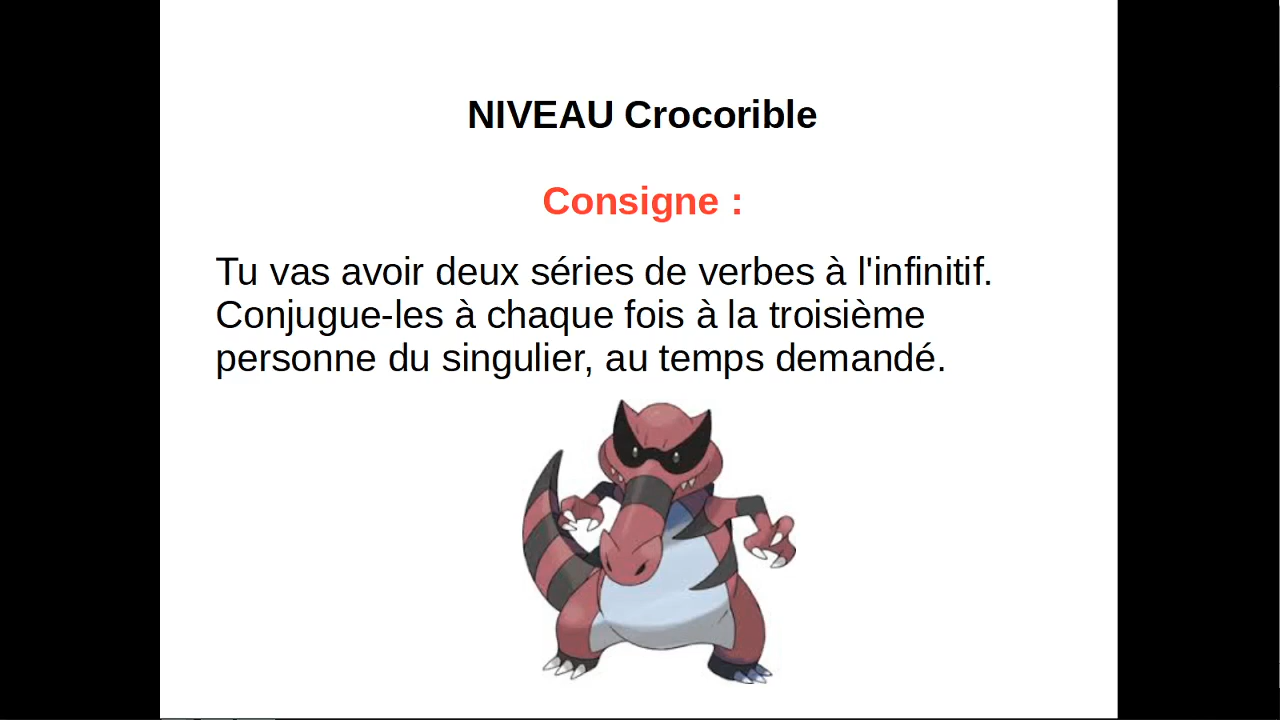 NIVEAU Crocorible
Consigne :
Tu vas avoir deux séries de verbes à l'infinitif.
Conjugue-les à chaque fois à la troisième
personne du singulier, au temps demandé.